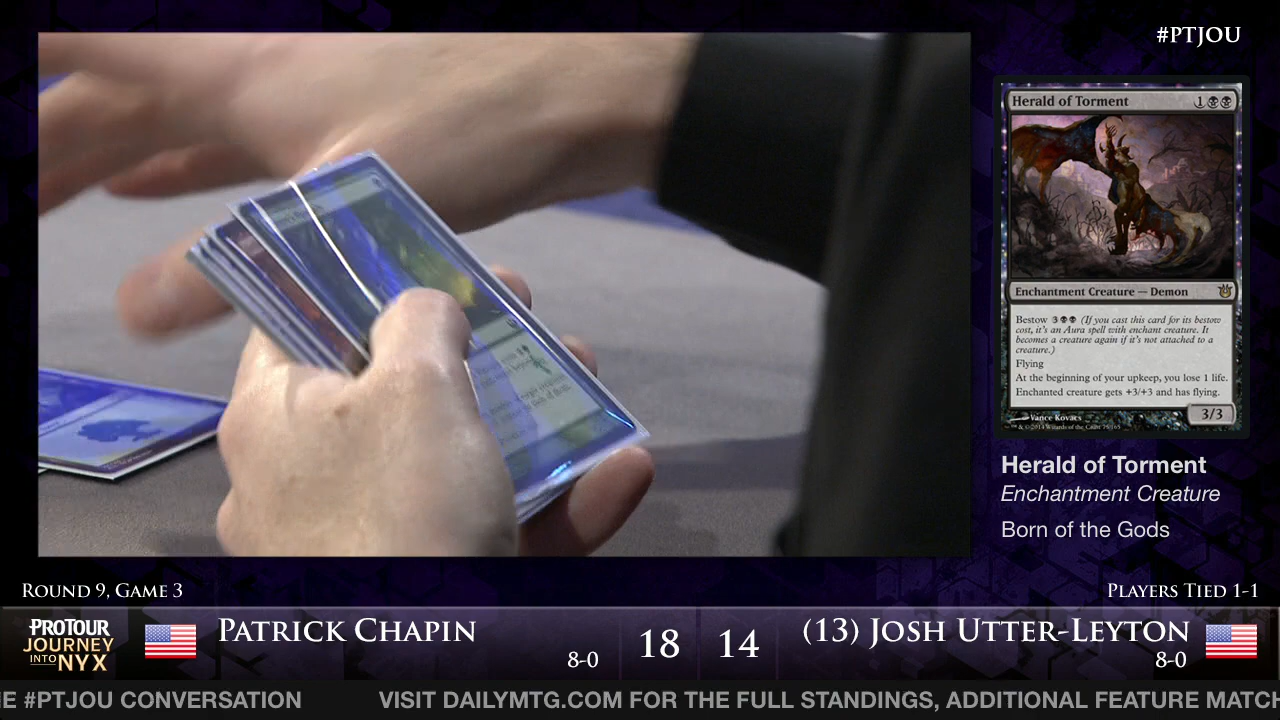 #PTJOU
Herald of Torment
1
Enchantment Creature — Demon
Bestow 3 (If you cast this card for its bestow
cost, it's an Aura spell with enchant creature. It
becomes a creature again if it's not attached to a
creature.)
Flying
At the beginning of your upkeep, you lose 1 life.
Enchanted creature gets +3/+3 and has flying.
3/3
Vance Kovacs
Herald of Torment
Enchantment Creature
Born of the Gods
Round 9, Game 3
Players Tied 1-1
PRO TOUR
JOURNEY
INTO NYX
Patrick Chapin
8-0
18
14
(13) Josh Utter-Leyton
8-0
E #PTJOU CONVERSATION
VISIT DAILYMTG.COM FOR THE FULL STANDINGS, ADDITIONAL FEATURE MATCH